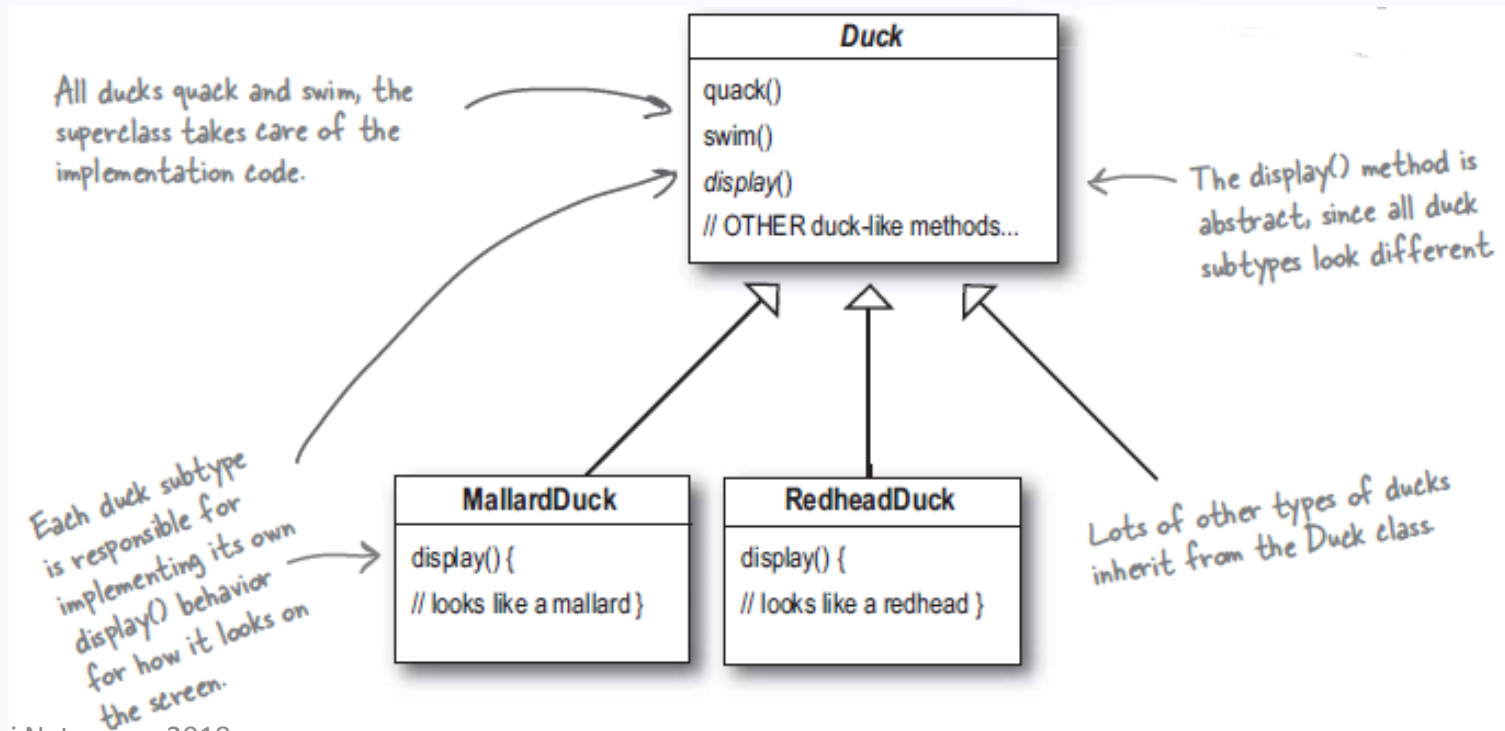 Duck
quack()
swim()
display()
// OTHER duck-like methods...
All ducks quack and swim, the
superclass takes care of the
implementation code.
The display() method is
abstract, since all duck
subtypes look different
Each duck subtype
is responsible for
implementing its own
display() behavior
for how it looks on
the screen.
MallardDuck
display() {
// looks like a mallard }
RedheadDuck
display() {
// looks like a redhead }
Lots of other types of ducks
inherit from the Duck class